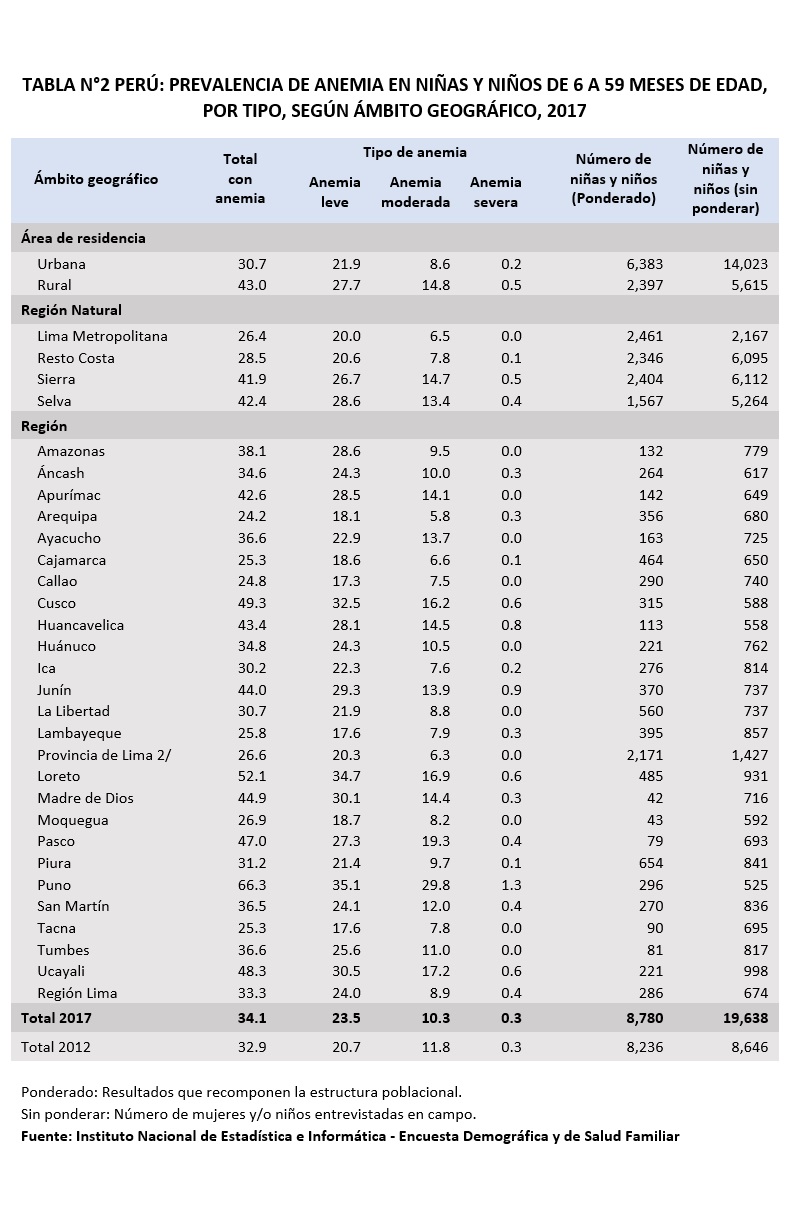 TABLA N°2 PERÚ: PREVALENCIA DE ANEMIA EN NIÑAS Y NIÑOS DE 6 A 59 MESES DE EDAD,
POR TIPO, SEGÚN ÁMBITO GEOGRÁFICO, 2017
Ámbito geográfico Total con anemia Tipo de anemia Número de niñas y niños (Ponderado) Número de niñas y niños (sin ponderar)
Anemia leve Anemia moderada Anemia severa
Área de residencia
Urbana 30.7 21.9 8.6 0.2 6,383 14,023
Rural 43.0 27.7 14.8 0.5 2,397 5,615
Región Natural
Lima Metropolitana 26.4 20.0 6.5 0.0 2,461 2,167
Resto Costa 28.5 20.6 7.8 0.1 2,346 6,095
Sierra 41.9 26.7 14.7 0.5 2,404 6,112
Selva 42.4 28.6 13.4 0.4 1,567 5,264
Región
Amazonas 38.1 28.6 9.5 0.0 132 779
Áncash 34.6 24.3 10.0 0.3 264 617
Apurímac 42.6 28.5 14.1 0.0 142 649
Arequipa 24.2 18.1 5.8 0.3 356 680
Ayacucho 36.6 22.9 13.7 0.0 163 725
Cajamarca 25.3 18.6 6.6 0.1 464 650
Callao 24.8 17.3 7.5 0.0 290 740
Cusco 49.3 32.5 16.2 0.6 315 588
Huancavelica 43.4 28.1 14.5 0.8 113 558
Huánuco 34.8 24.3 10.5 0.0 221 762
Ica 30.2 22.3 7.6 0.2 276 814
Junín 44.0 29.3 13.9 0.9 370 737
La Libertad 30.7 21.9 8.8 0.0 560 737
Lambayeque 25.8 17.6 7.9 0.3 395 857
Provincia de Lima 2/ 26.6 20.3 6.3 0.0 2,171 1,427
Loreto 52.1 34.7 16.9 0.6 485 931
Madre de Dios 44.9 30.1 14.4 0.3 42 716
Moquegua 26.9 18.7 8.2 0.0 43 592
Pasco 47.0 27.3 19.3 0.4 79 693
Piura 31.2 21.4 9.7 0.1 654 841
Puno 66.3 35.1 29.8 1.3 296 525
San Martín 36.5 24.1 12.0 0.4 270 836
Tacna 25.3 17.6 7.8 0.0 90 695
Tumbes 36.6 25.6 11.0 0.0 81 817
Ucayali 48.3 30.5 17.2 0.6 221 998
Región Lima 33.3 24.0 8.9 0.4 286 674
Total 2017 34.1 23.5 10.3 0.3 8,780 19,638
Total 2012 32.9 20.7 11.8 0.3 8,236 8,646
Ponderado: Resultados que recomponen la estructura poblacional.
Sin ponderar: Número de mujeres y/o niños entrevistadas en campo.
Fuente: Instituto Nacional de Estadística e Informática - Encuesta Demográfica y de Salud Familiar